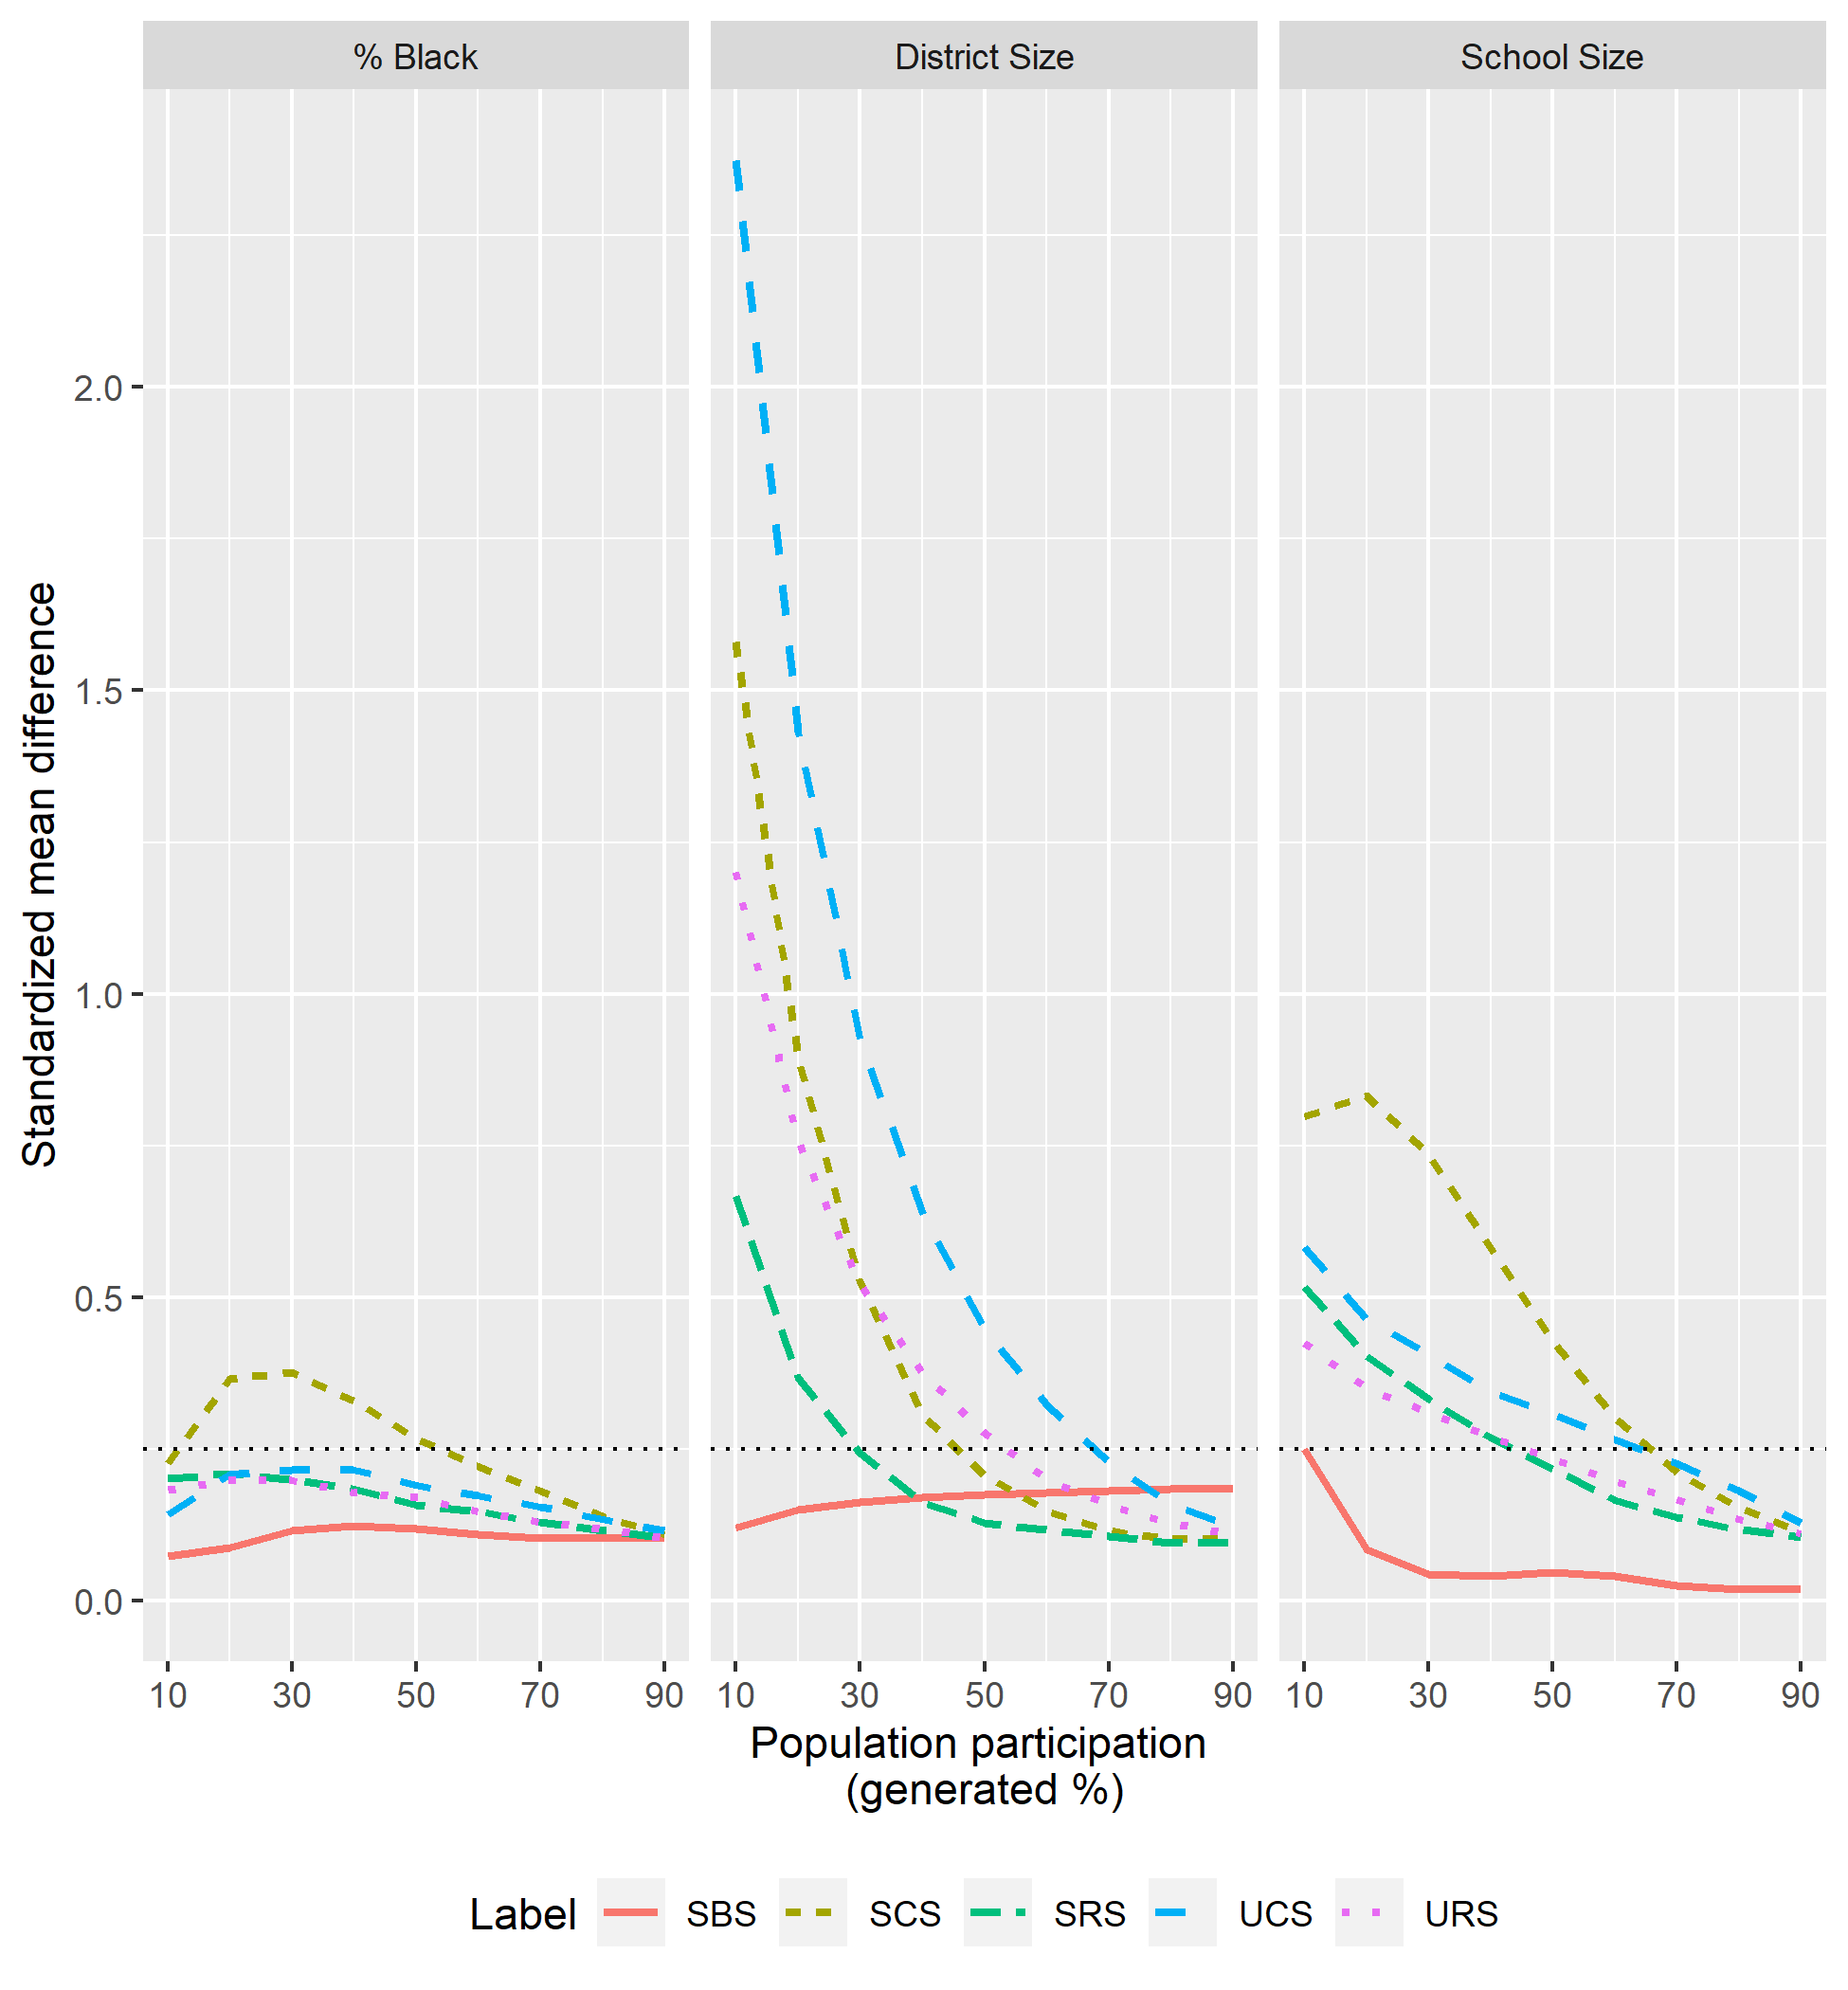 % Black
District Size
School Size
Standardized mean difference
2.0
1.5
1.0
0.5
0.0
10 30 50 70 90
10 30 50 70 90
10 30 50 70 90
Population participation
(generated %)
Label SBS SCS SRS UCS URS